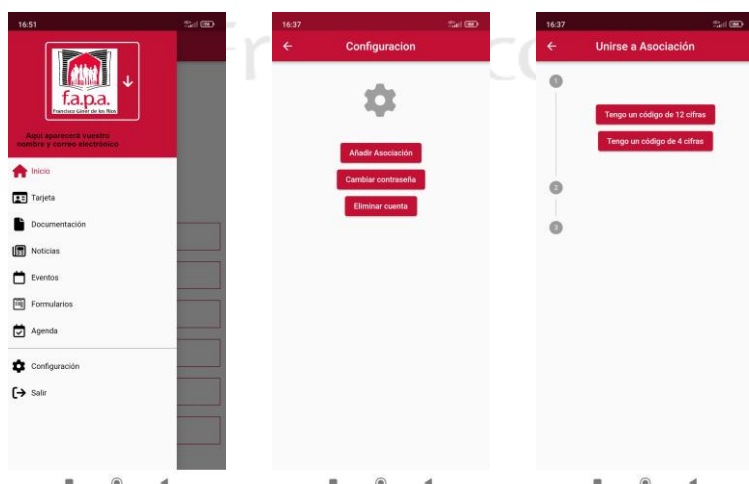 16:51
f.a.p.a.
Francisco Giner de los Ríos
Aquí aparecerá vuestro
nombre y correo electrónico
Inicio
Tarjeta
Documentación
Noticias
Eventos
Formularios
Agenda
Configuración
Salir
16:37
Configuracion
Añadir Asociación
Cambiar contraseña
Eliminar cuenta
16:37
Unirse a Asociación
1
Tengo un código de 12 cifras
Tengo un código de 4 cifras
2
3